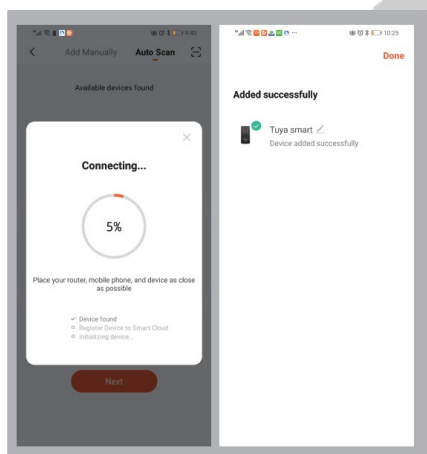 Add Manually
Auto Scan
Available devices found
Connecting...
5%
Place your router, mobile phone, and device as close
as possible
Device found
Register Device to Smart Cloud
Initializing device...
Next
10:25
Done
Added successfully
Tuya smart
Device added successfully